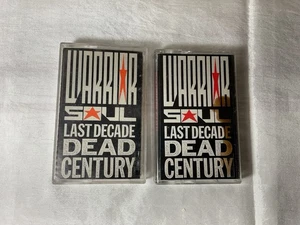 WARRIOR
SOUL
LAST DECADE
DEAD
CENTURY
WARRIOR
SOUL
LAST DECADE
DEAD
CENTURY